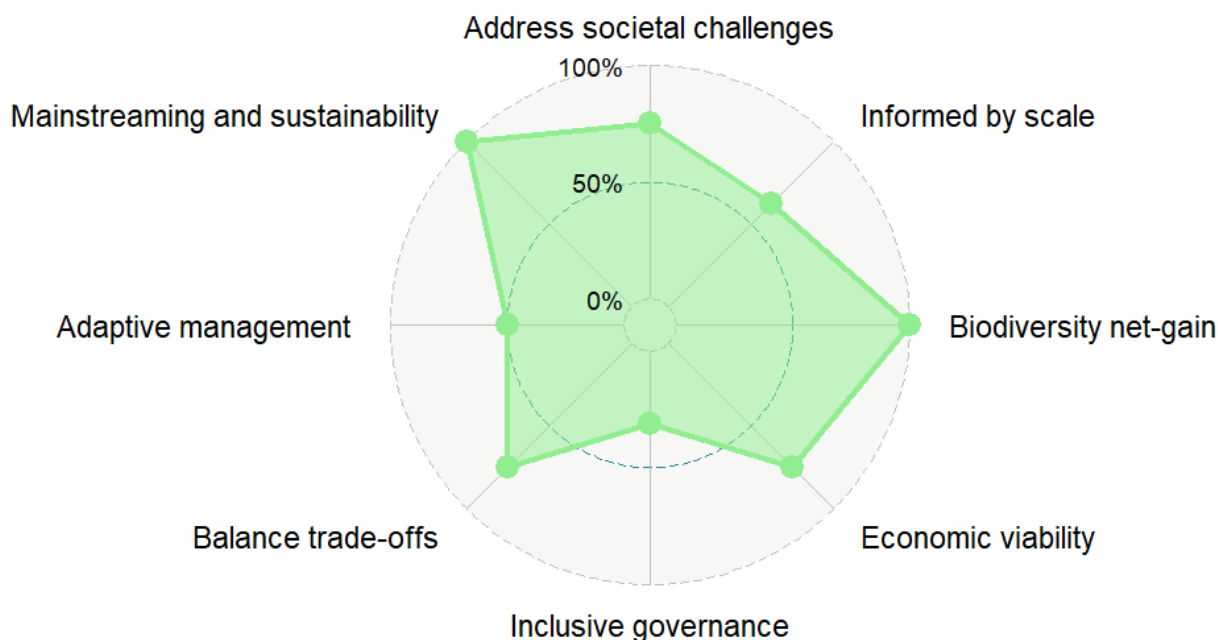 Address societal challenges
100%
Mainstreaming and sustainability
Informed by scale
50%
0%
Adaptive management
Biodiversity net-gain
Balance trade-offs
Economic viability
Inclusive governance